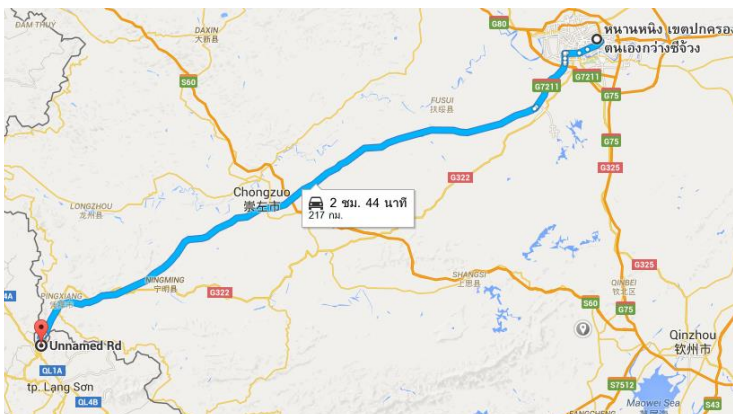 DAM THUY
DAXIN
大新县
G80
หนานหนิง เขตปกครอง
ตนเองกว่างซีจ้วง
S60
G7211
G7211
G75
FUSUI
扶绥县
G75
G322
G325
Chongzuo
崇左市
2 ชม. 44 นาที
217 กม.
LONGZHOU
龙州县
G325
NINGMING
宁明县
SHANGSI
上思县
QINBEI
钦北区
PINGXIANG
G322
4A
S60
G75
Unnamed Rd
Qinzhou
钦州市
QL1A
tp. Lạng Sơn
QL4B
S7512
Maowei Sea
S43